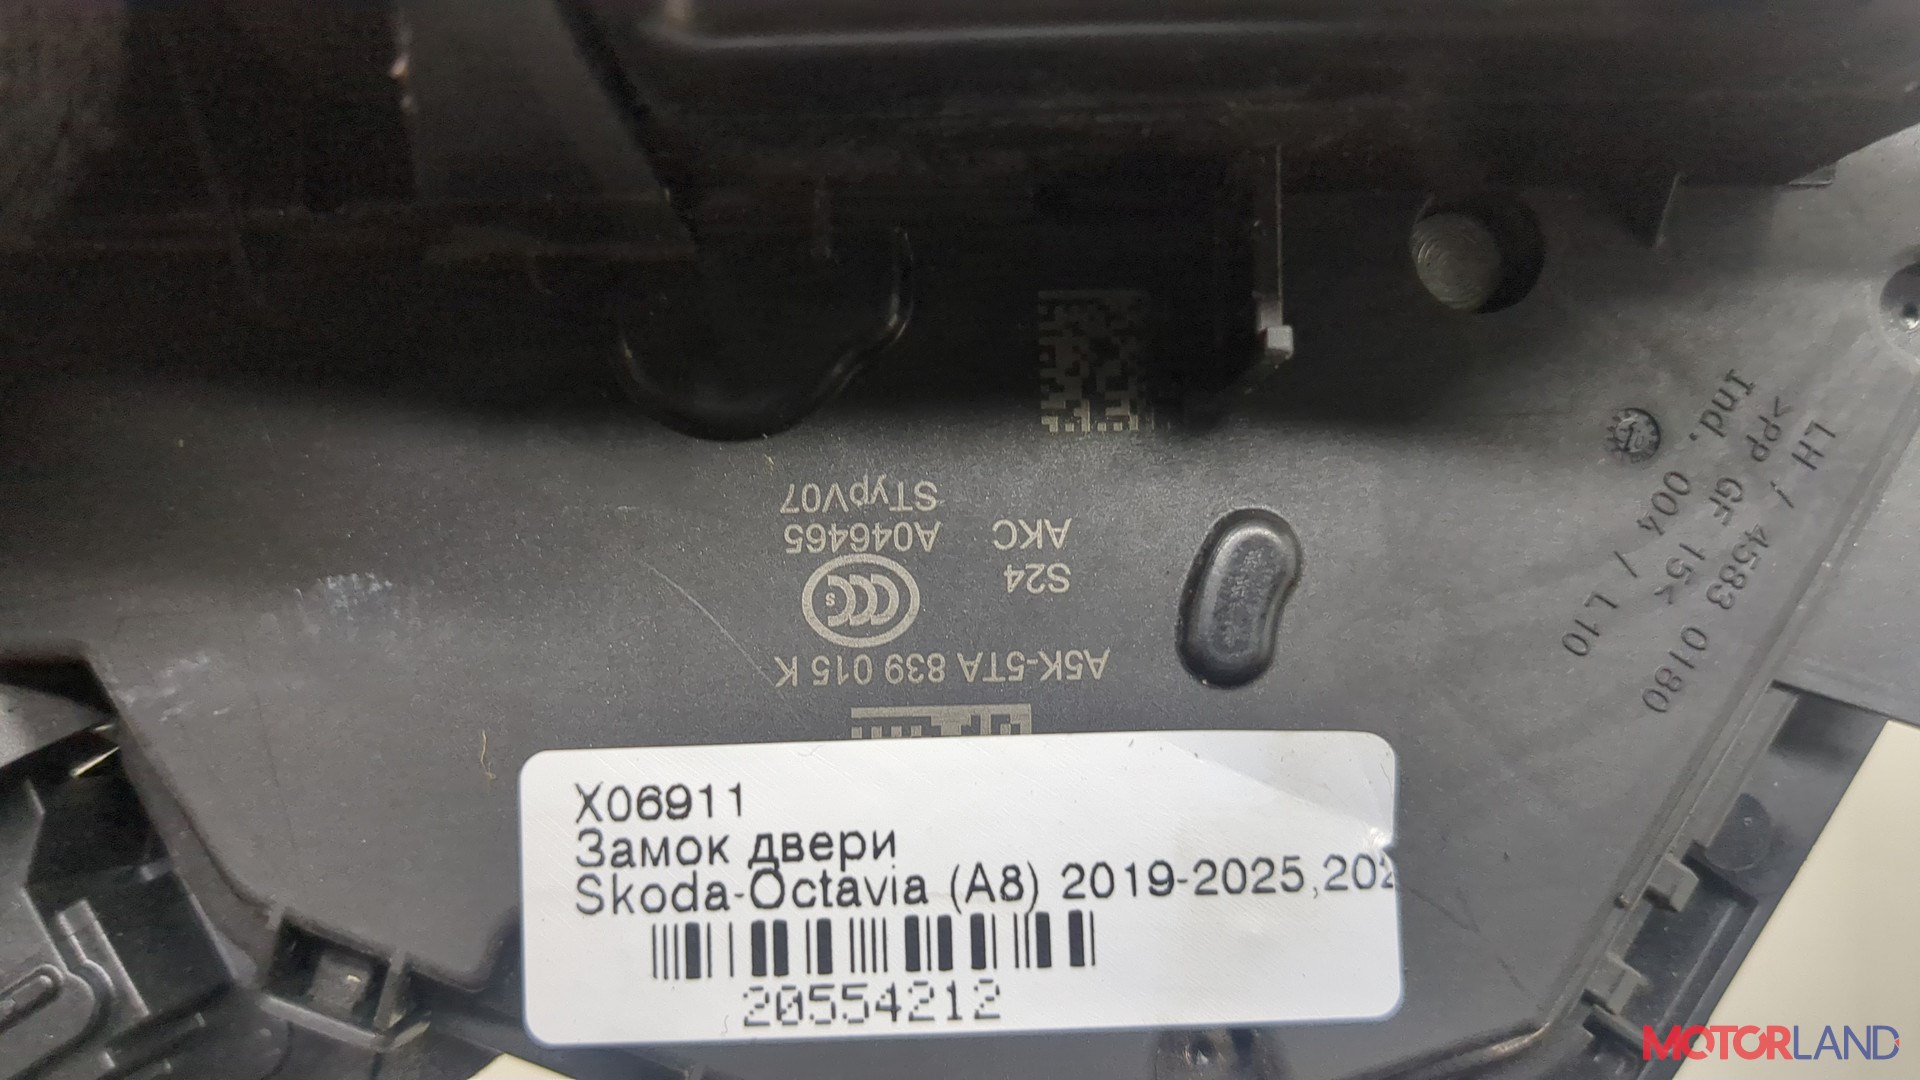 LH / 4583 0180
>PP GF 15<
Ind. 004 / L10
STypV07
A046465
AKC
S24
CCC
S
A5K-5TA 839 015 K
X06911
Замок двери
Skoda-Octavia (A8) 2019-2025,202
20554212
MOTORLAND